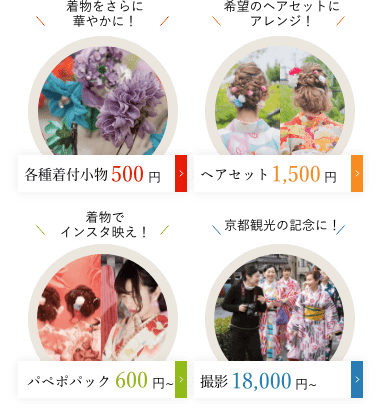 着物をさらに
華やかに！
各種着付小物 500 円
希望のヘアセットに
アレンジ！
ヘアセット 1,500 円
着物で
インスタ映え！
パペポパック 600 円~
京都観光の記念に！
撮影 18,000 円~